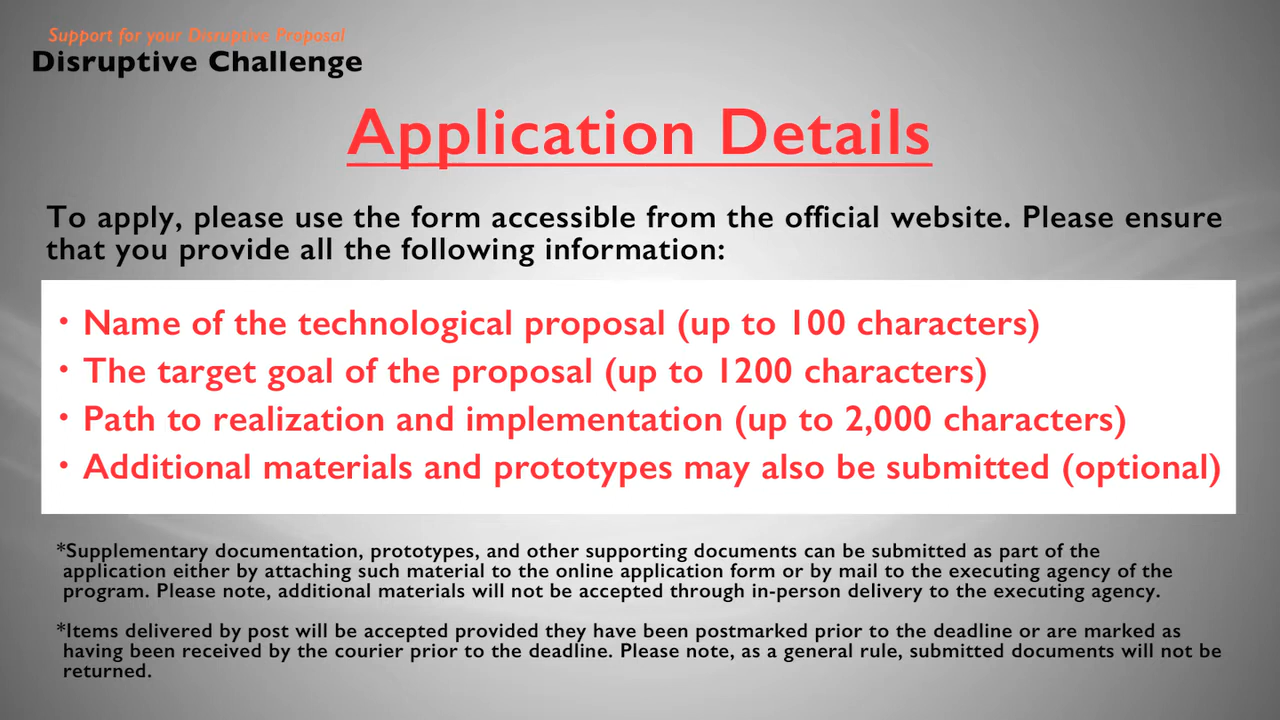 Support for your Disruptive Proposal
Disruptive Challenge
Application Details
To apply, please use the form accessible from the official website. Please ensure
that you provide all the following information:
・Name of the technological proposal (up to 100 characters)
・The target goal of the proposal (up to 1200 characters)
・Path to realization and implementation (up to 2,000 characters)
・Additional materials and prototypes may also be submitted (optional)
*Supplementary documentation, prototypes, and other supporting documents can be submitted as part of the
application either by attaching such material to the online application form or by mail to the executing agency of the
program. Please note, additional materials will not be accepted through in-person delivery to the executing agency.
*Items delivered by post will be accepted provided they have been postmarked prior to the deadline or are marked as
having been received by the courier prior to the deadline. Please note, as a general rule, submitted documents will not be
returned.